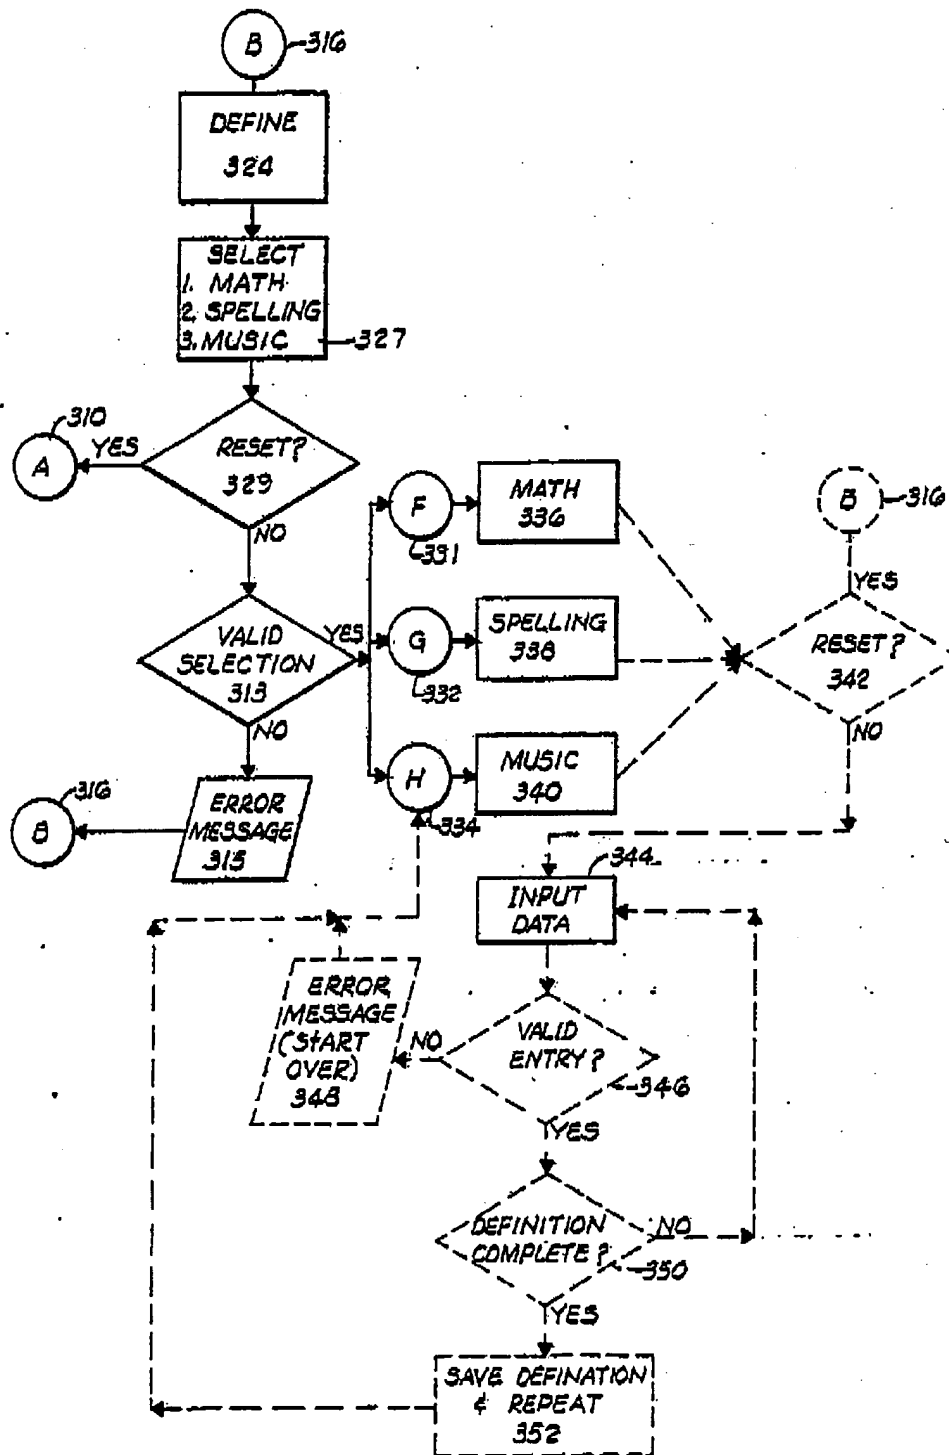 B
316
DEFINE
324
SELECT
1. MATH
2. SPELLING
3. MUSIC
327
310
A
YES
RESET?
329
NO
F
331
MATH
336
B
316
YES
VALID
SELECTION
313
YES
G
332
SPELLING
338
RESET?
342
NO
NO
H
334
MUSIC
340
316
B
ERROR
MESSAGE
315
344
INPUT
DATA
ERROR
MESSAGE
(START
OVER)
348
NO
VALID
ENTRY?
346
YES
DEFINITION
COMPLETE?
NO
350
YES
SAVE DEFINATION
& REPEAT
352